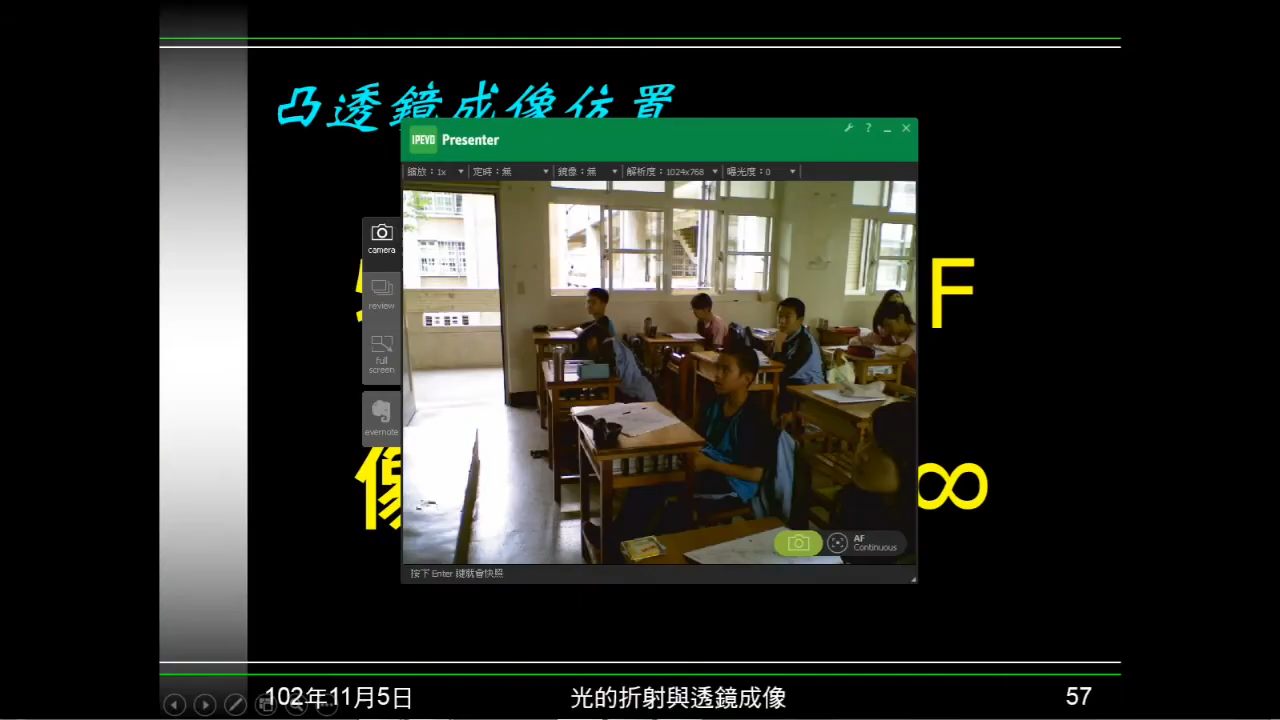 凸透鏡成像位置
IPEVO Presenter
縮放：1x 定時：無 鏡像：無 解析度：1024x768 曝光度：0
camera
review
full
screen
evernote
F
像
∞
AF
Continuous
按下 Enter 鍵就會快照
102年11月5日 光的折射與透鏡成像 57